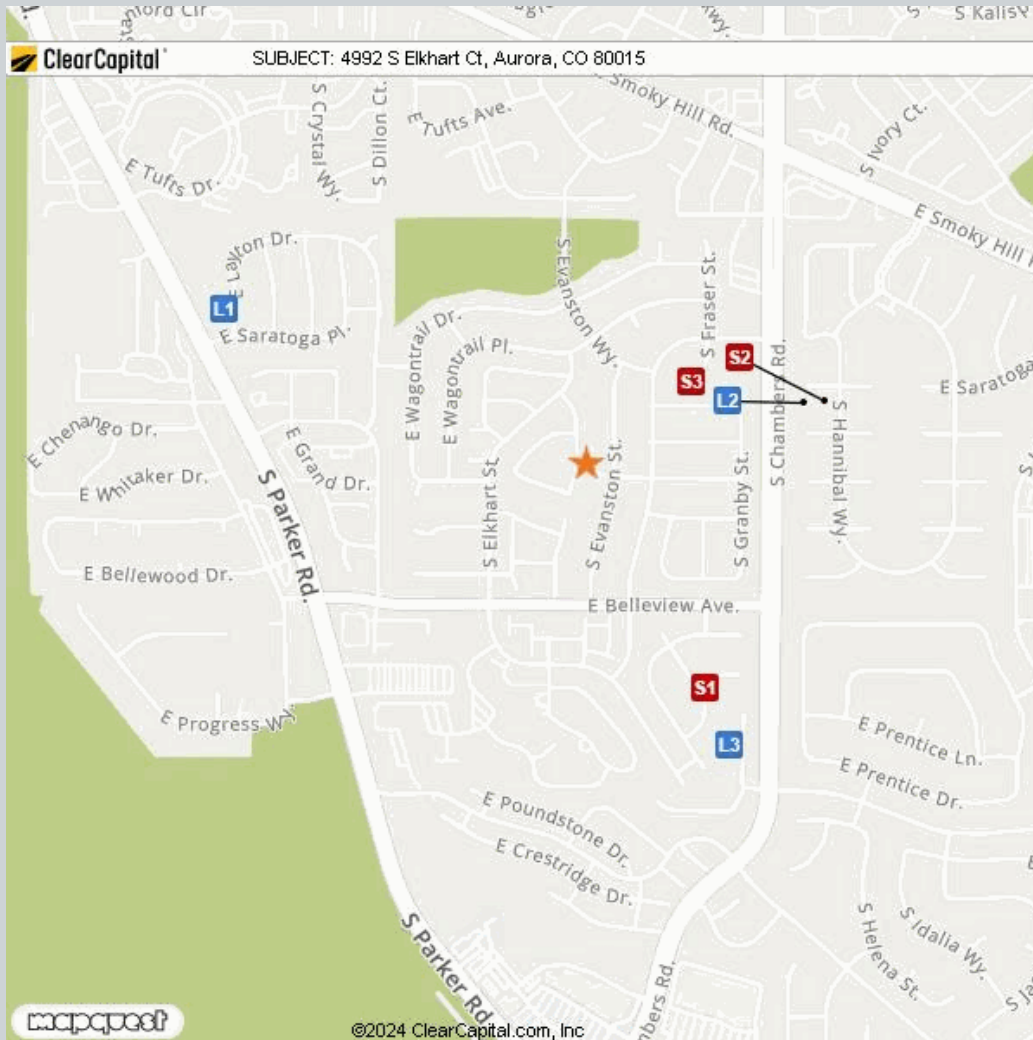 S Kalis
ClearCapital
SUBJECT: 4992 S Elkhart Ct, Aurora, CO 80015
S Crystal Wy.
S Dillon Ct.
E Tufts Ave.
Smoky Hill Rd.
S Ivory Ct.
E Tufts Dr.
E Smoky Hill
E Layton Dr.
S Evanston Wy.
S Fraser St.
L1
E Saratoga Pl.
E Wagontrail Dr.
E Wagontrail Pl.
S2
S3
L2
S Chambers Rd.
E Saratoga
S Hannibal Wy.
E Chenango Dr.
E Grand Dr.
E Whitaker Dr.
S Parker Rd.
S Elkhart St.
S Evanston St.
S Granby St.
E Bellewood Dr.
E Belleview Ave.
S1
E Progress Wy.
L3
E Prentice Ln.
E Prentice Dr.
E Poundstone Dr.
E Crestridge Dr.
S Parker Rd.
S Helena St.
S Idalia Wy.
mbers Rd.
mapquest
©2024 ClearCapital.com, Inc